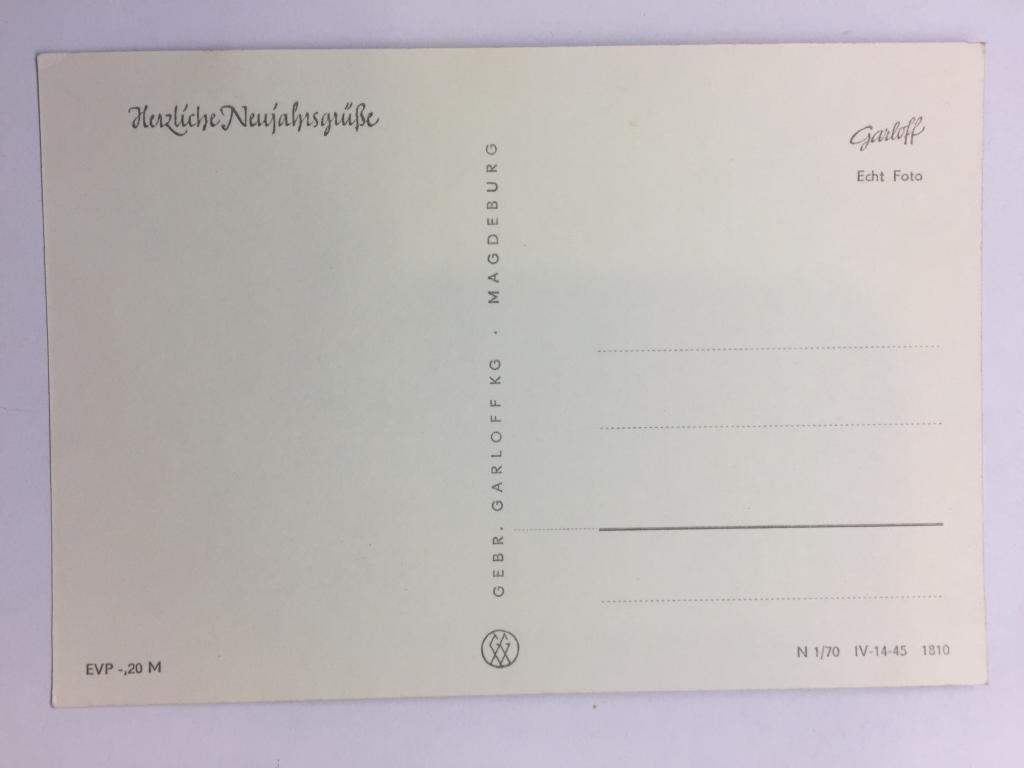 Herzliche Neujahrsgrüße
GEBR. GARLOFF KG · MAGDEBURG
Garloff
Echt Foto
EVP -,20 M
N 1/70 IV-14-45 1810